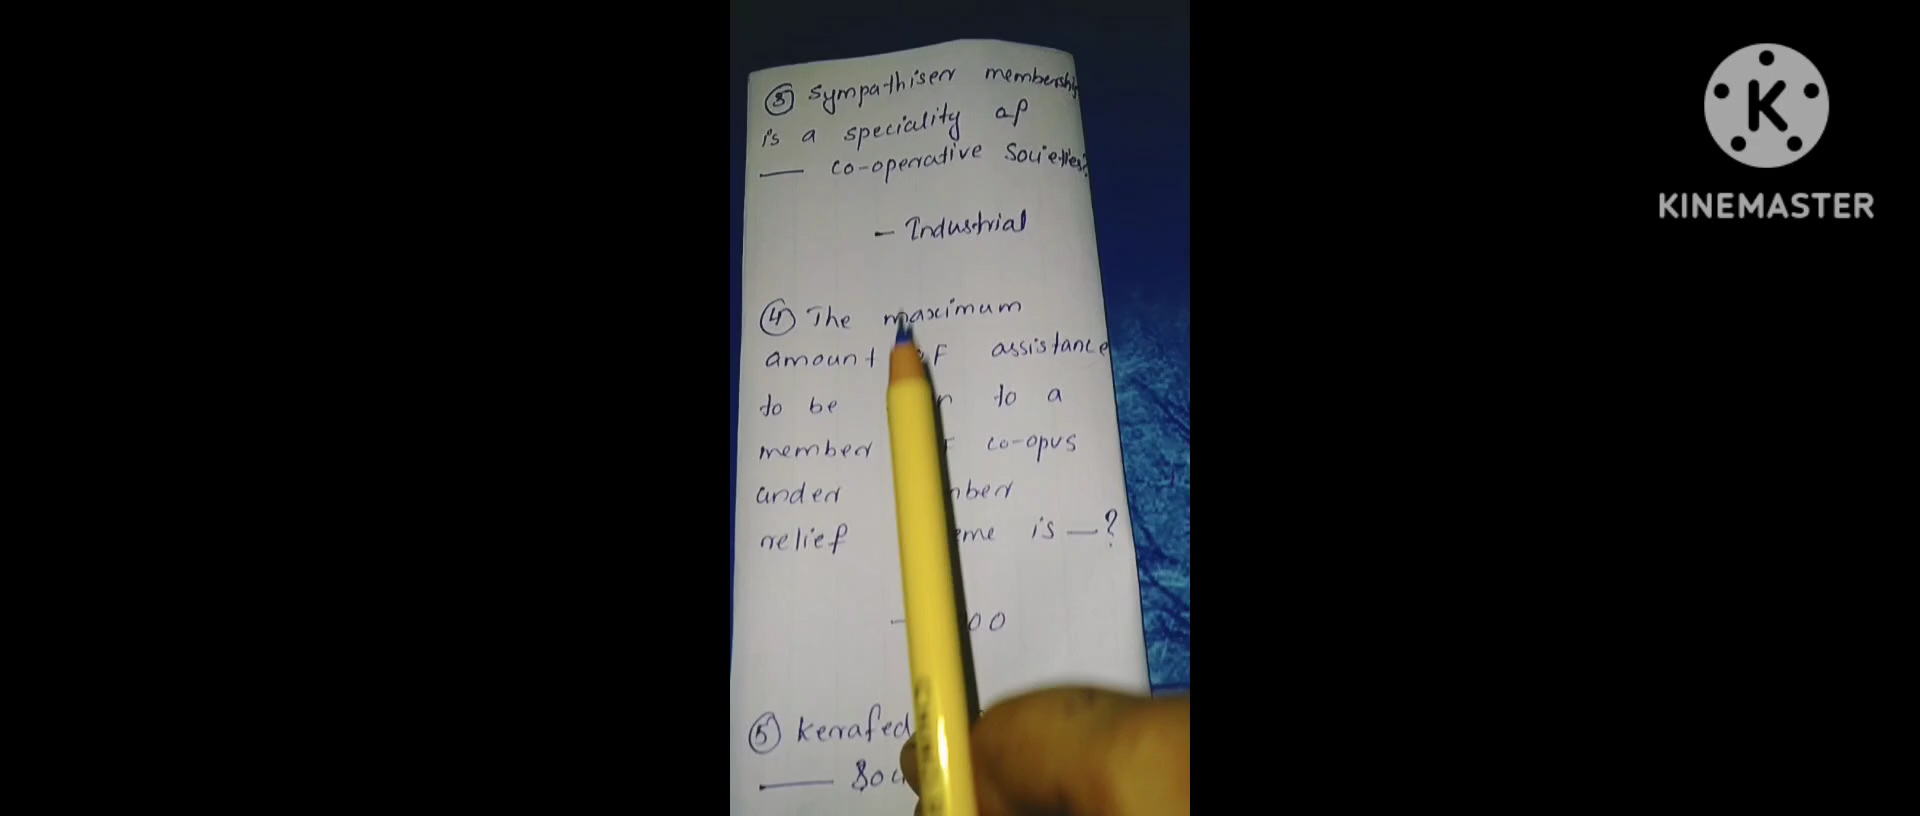 ③ Sympathiser membership
is a speciality of
— co-operative Societies?
- Industrial
④ The maximum
amount assistance
to be to a
member co-opvs
under
relief is —?
⑤ Kerafed
—
K
KINEMASTER